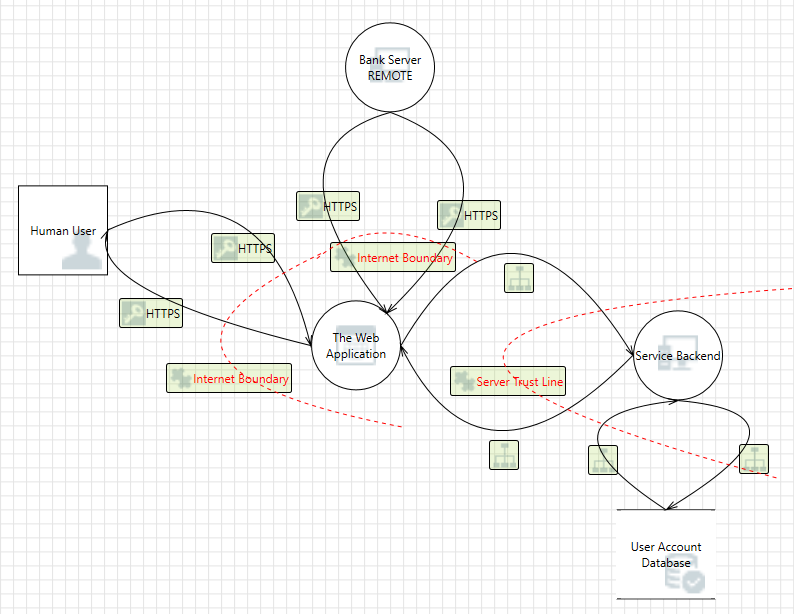 Bank Server
REMOTE
HTTPS
HTTPS
Human User
HTTPS
Internet Boundary
HTTPS
The Web
Application
Service Backend
Internet Boundary
Server Trust Line
User Account
Database